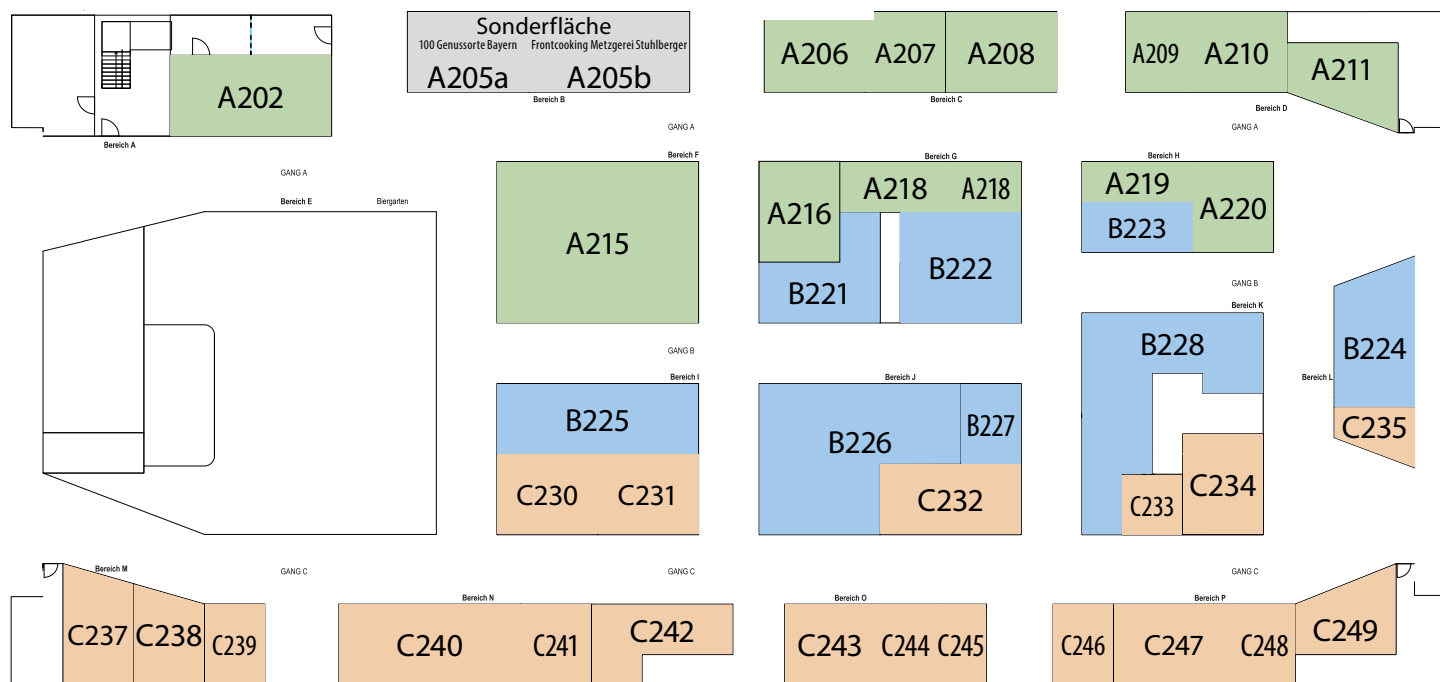 Sonderfläche
100 Genussorte Bayern Frontcooking Metzgerei Stuhlberger
A205a A205b
A202
A206 A207 A208
A209 A210 A211
Bereich A
Bereich B
Bereich C
Bereich D
GANG A
GANG A
GANG A
Bereich E
Biergarten
Bereich F
A215
Bereich G
A216 A218 A218
B221 B222
Bereich H
A219 A220
B223
GANG B
GANG B
Bereich I
B225
C230 C231
Bereich J
B226 B227
C232
Bereich K
B228
C233 C234
Bereich L
B224
C235
GANG C
GANG C
GANG C
Bereich M
C237 C238 C239
Bereich N
C240 C241 C242
Bereich O
C243 C244 C245
Bereich P
C246 C247 C248 C249